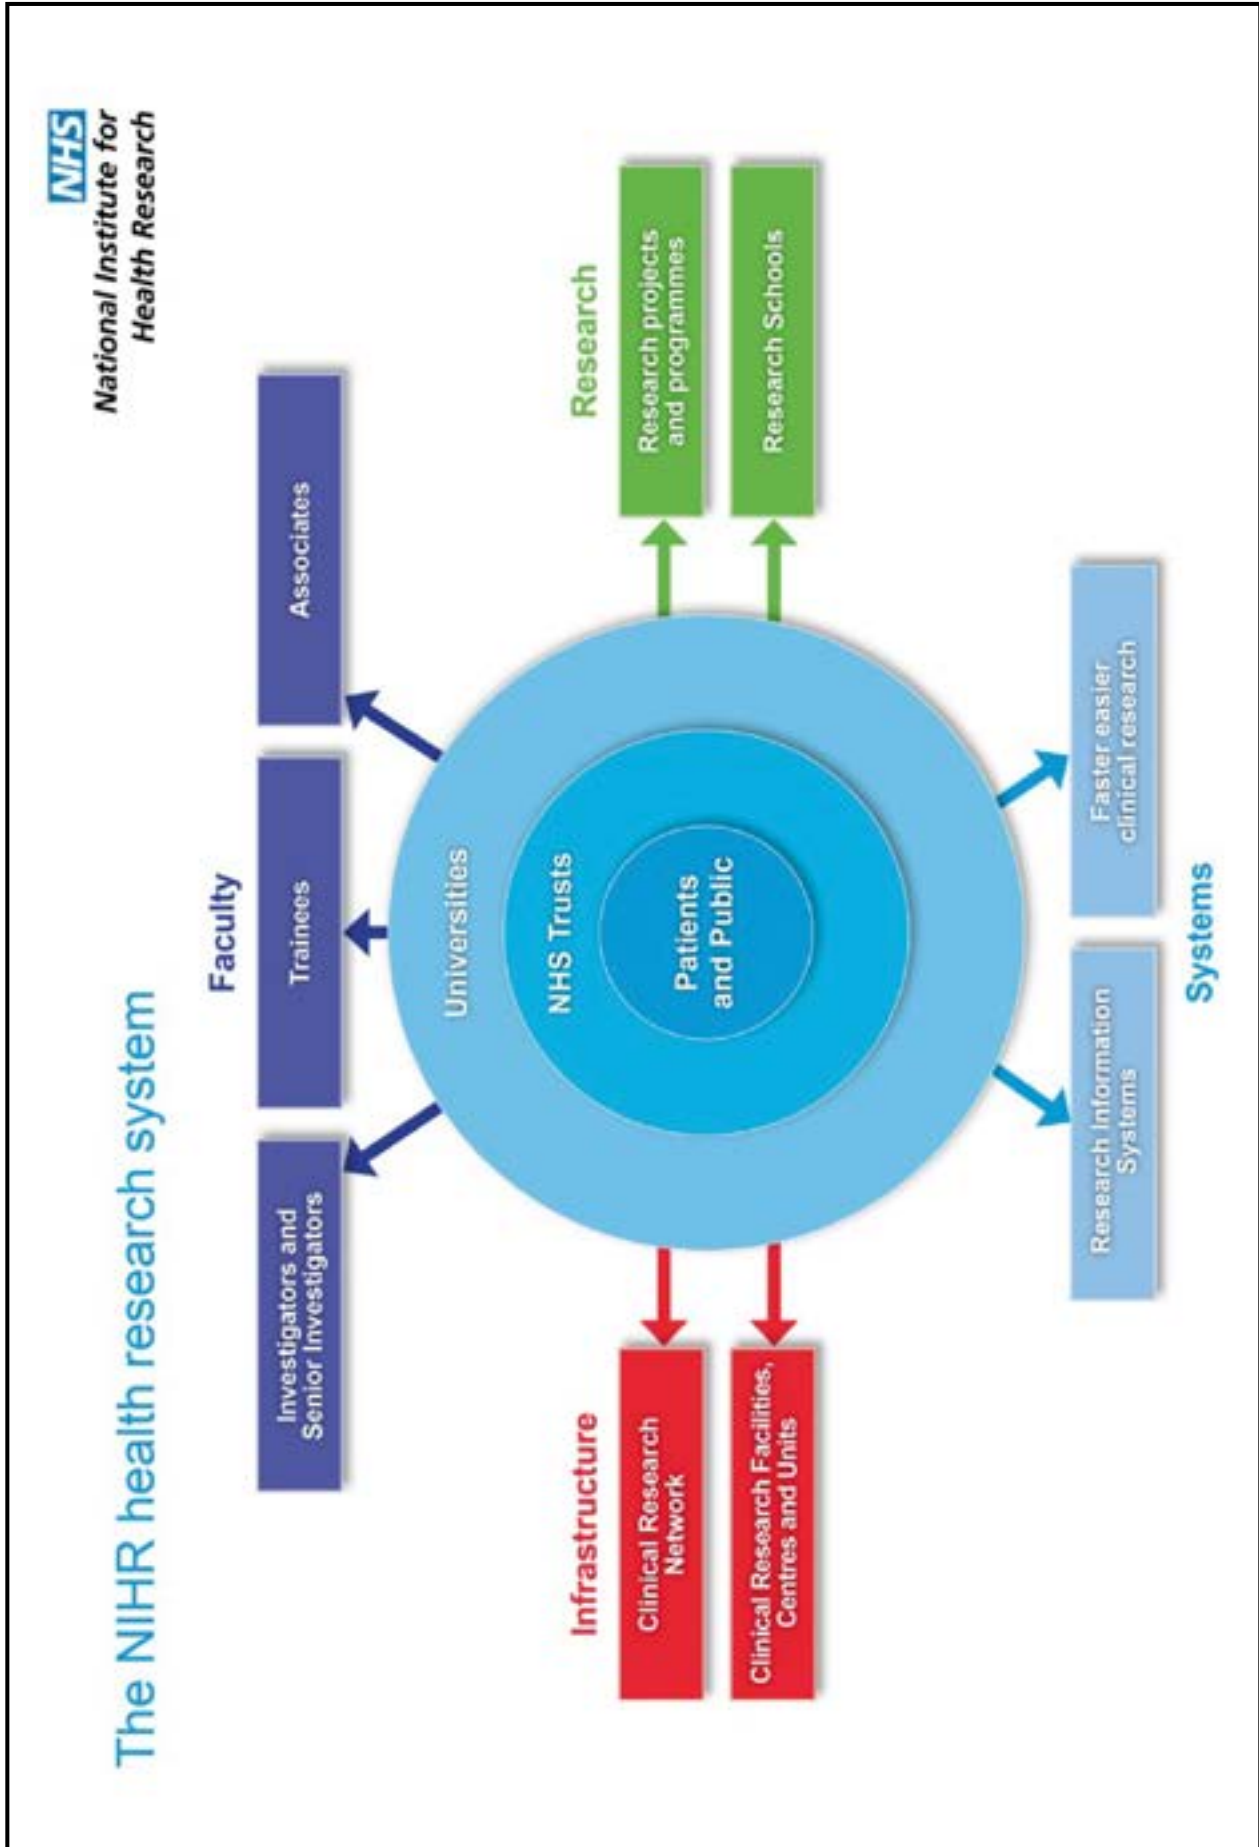 The NIHR health research system
NHS
National Institute for
Health Research
Faculty
Investigators and
Senior Investigators
Trainees
Associates
Infrastructure
Clinical Research
Network
Clinical Research Facilities,
Centres and Units
Universities
NHS Trusts
Patients
and Public
Research
Research projects
and programmes
Research Schools
Research Information
Systems
Faster easier
clinical research
Systems